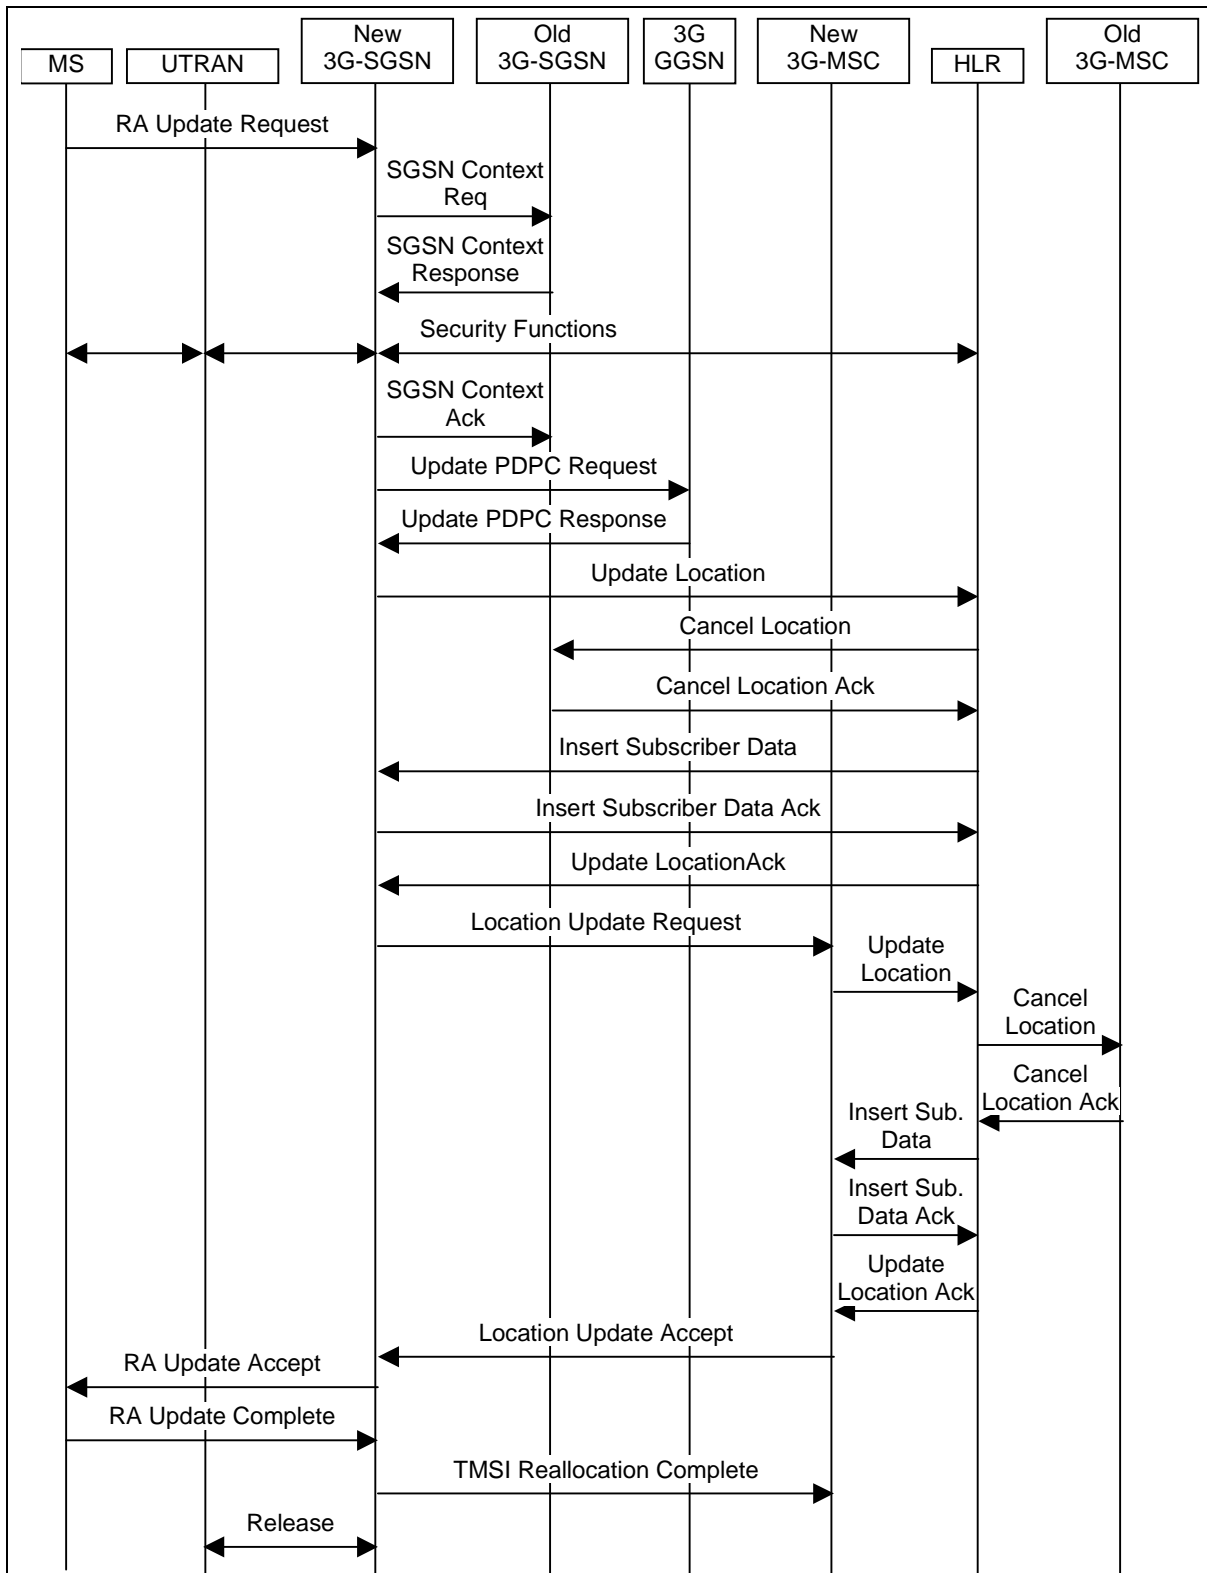 New
3G-SGSN
Old
3G-SGSN
3G
GGSN
New
3G-MSC
Old
3G-MSC
MS
UTRAN
HLR
RA Update Request
SGSN Context
Req
SGSN Context
Response
Security Functions
SGSN Context
Ack
Update PDPC Request
Update PDPC Response
Update Location
Cancel Location
Cancel Location Ack
Insert Subscriber Data
Insert Subscriber Data Ack
Update LocationAck
Location Update Request
Update
Location
Cancel
Location
Cancel
Location Ack
Insert Sub.
Data
Insert Sub.
Data Ack
Update
Location Ack
Location Update Accept
RA Update Accept
RA Update Complete
TMSI Reallocation Complete
Release